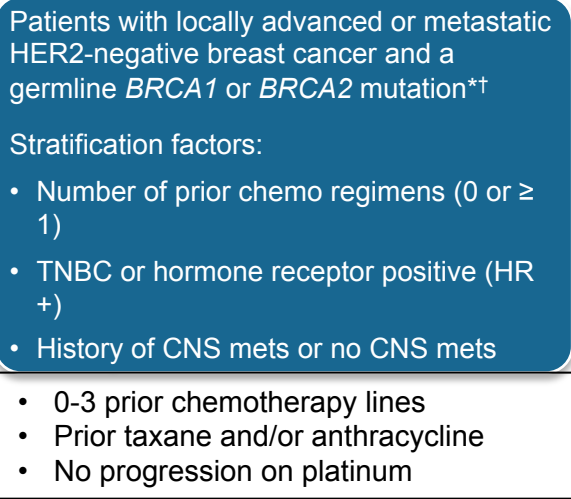 Patients with locally advanced or metastatic
HER2-negative breast cancer and a
germline BRCA1 or BRCA2 mutation*†
Stratification factors:
• Number of prior chemo regimens (0 or ≥
1)
• TNBC or hormone receptor positive (HR
+)
• History of CNS mets or no CNS mets
• 0-3 prior chemotherapy lines
• Prior taxane and/or anthracycline
• No progression on platinum